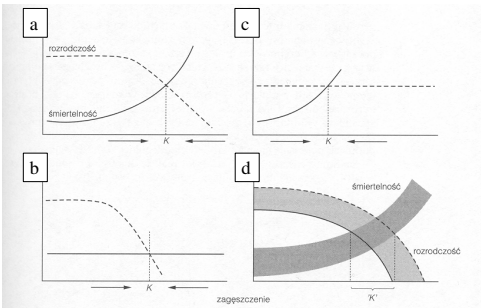 a
rozrodczość
śmiertelność
K
c
K
b
K
d
śmiertelność
rozrodczość
'K'
zagęszczenie